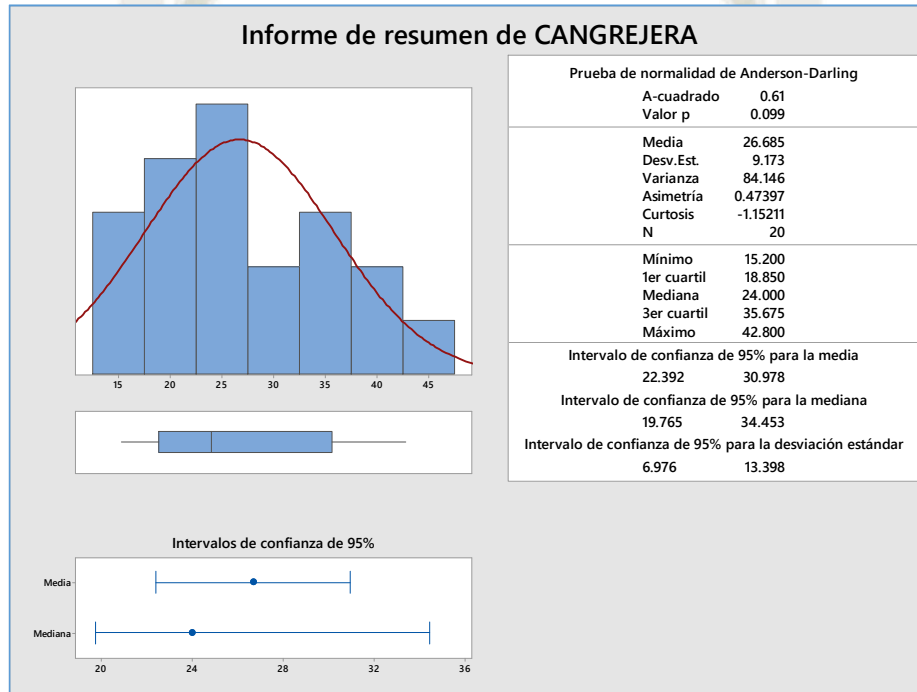 Informe de resumen de CANGREJERA
15 20 25 30 35 40 45
Intervalos de confianza de 95%
Media
Mediana
20 24 28 32 36
Prueba de normalidad de Anderson-Darling
A-cuadrado 0.61
Valor p 0.099
Media 26.685
Desv.Est. 9.173
Varianza 84.146
Asimetría 0.47397
Curtosis -1.15211
N 20
Mínimo 15.200
1er cuartil 18.850
Mediana 24.000
3er cuartil 35.675
Máximo 42.800
Intervalo de confianza de 95% para la media
22.392 30.978
Intervalo de confianza de 95% para la mediana
19.765 34.453
Intervalo de confianza de 95% para la desviación estándar
6.976 13.398